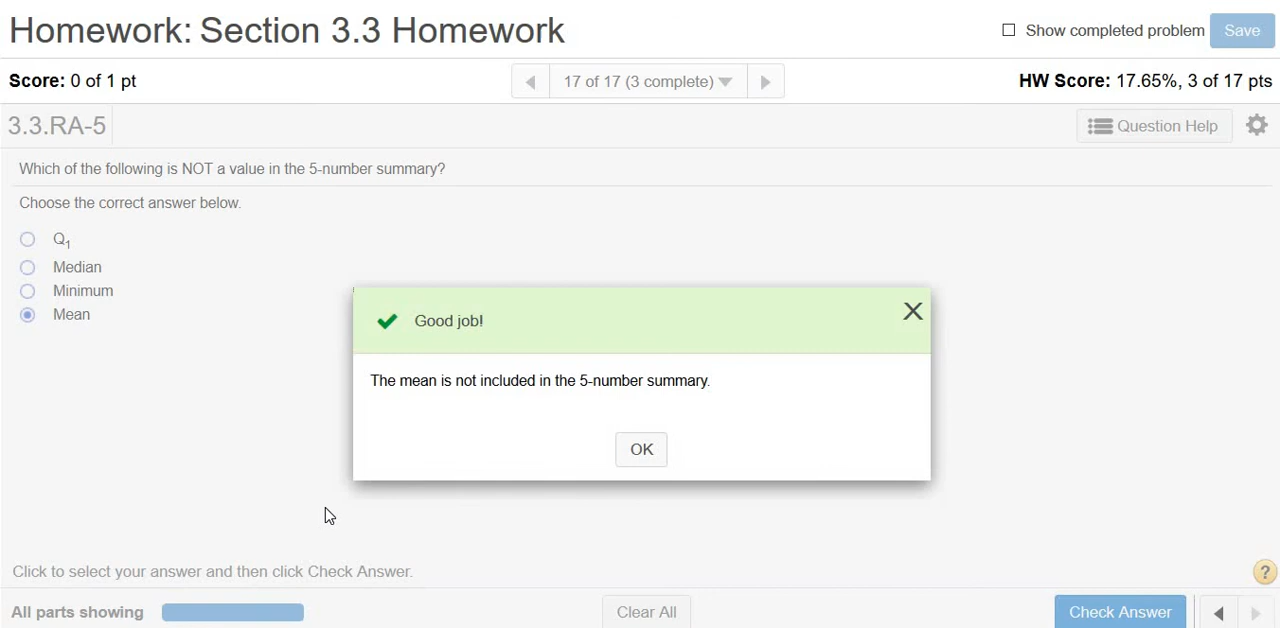 Homework: Section 3.3 Homework
Show completed problem
Save
Score: 0 of 1 pt
17 of 17 (3 complete)
HW Score: 17.65%, 3 of 17 pts
3.3.RA-5
Question Help
Which of the following is NOT a value in the 5-number summary?
Choose the correct answer below.
Q1
Median
Minimum
Mean
Good job!
The mean is not included in the 5-number summary.
OK
Click to select your answer and then click Check Answer.
?
All parts showing
Clear All
Check Answer